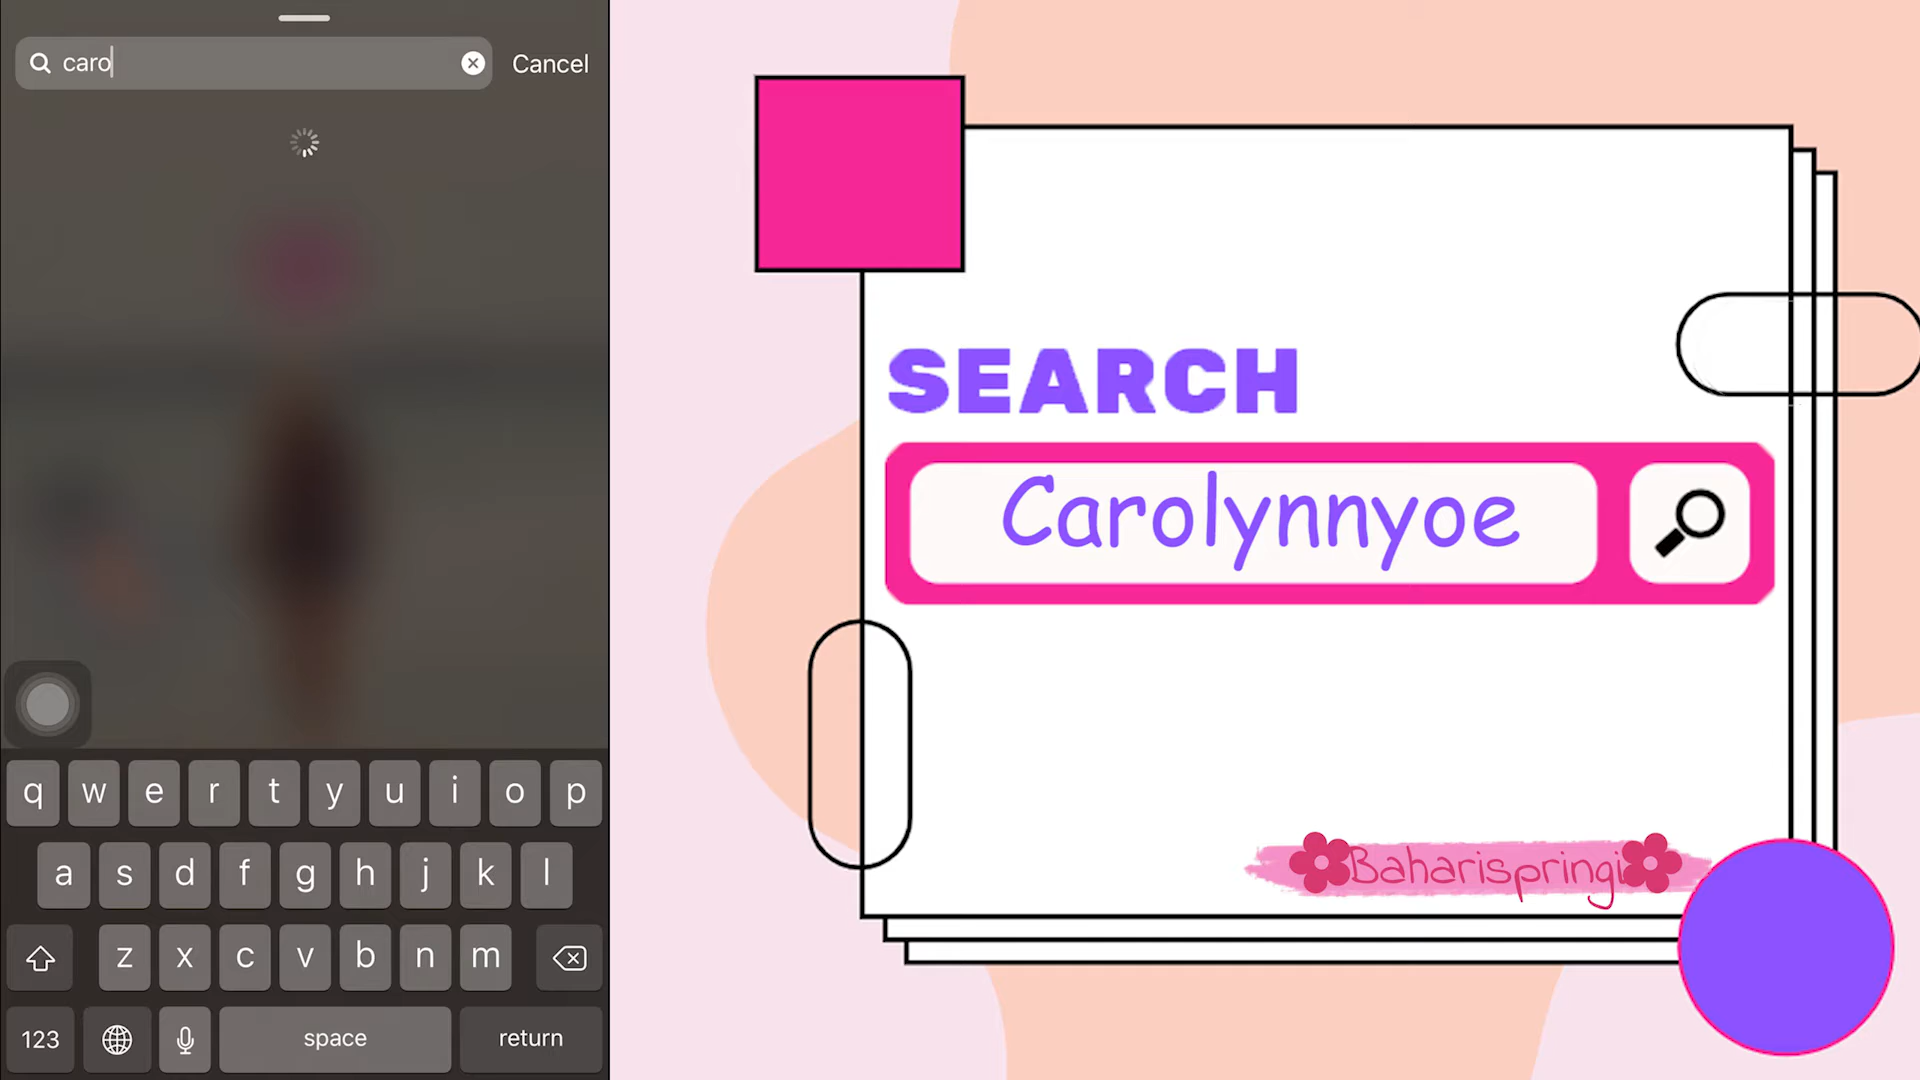 caro
Cancel
q w e r t y u i o p
a s d f g h j k l
z x c v b n m
123 space return
SEARCH
Carolynnyoe
Baharispringi